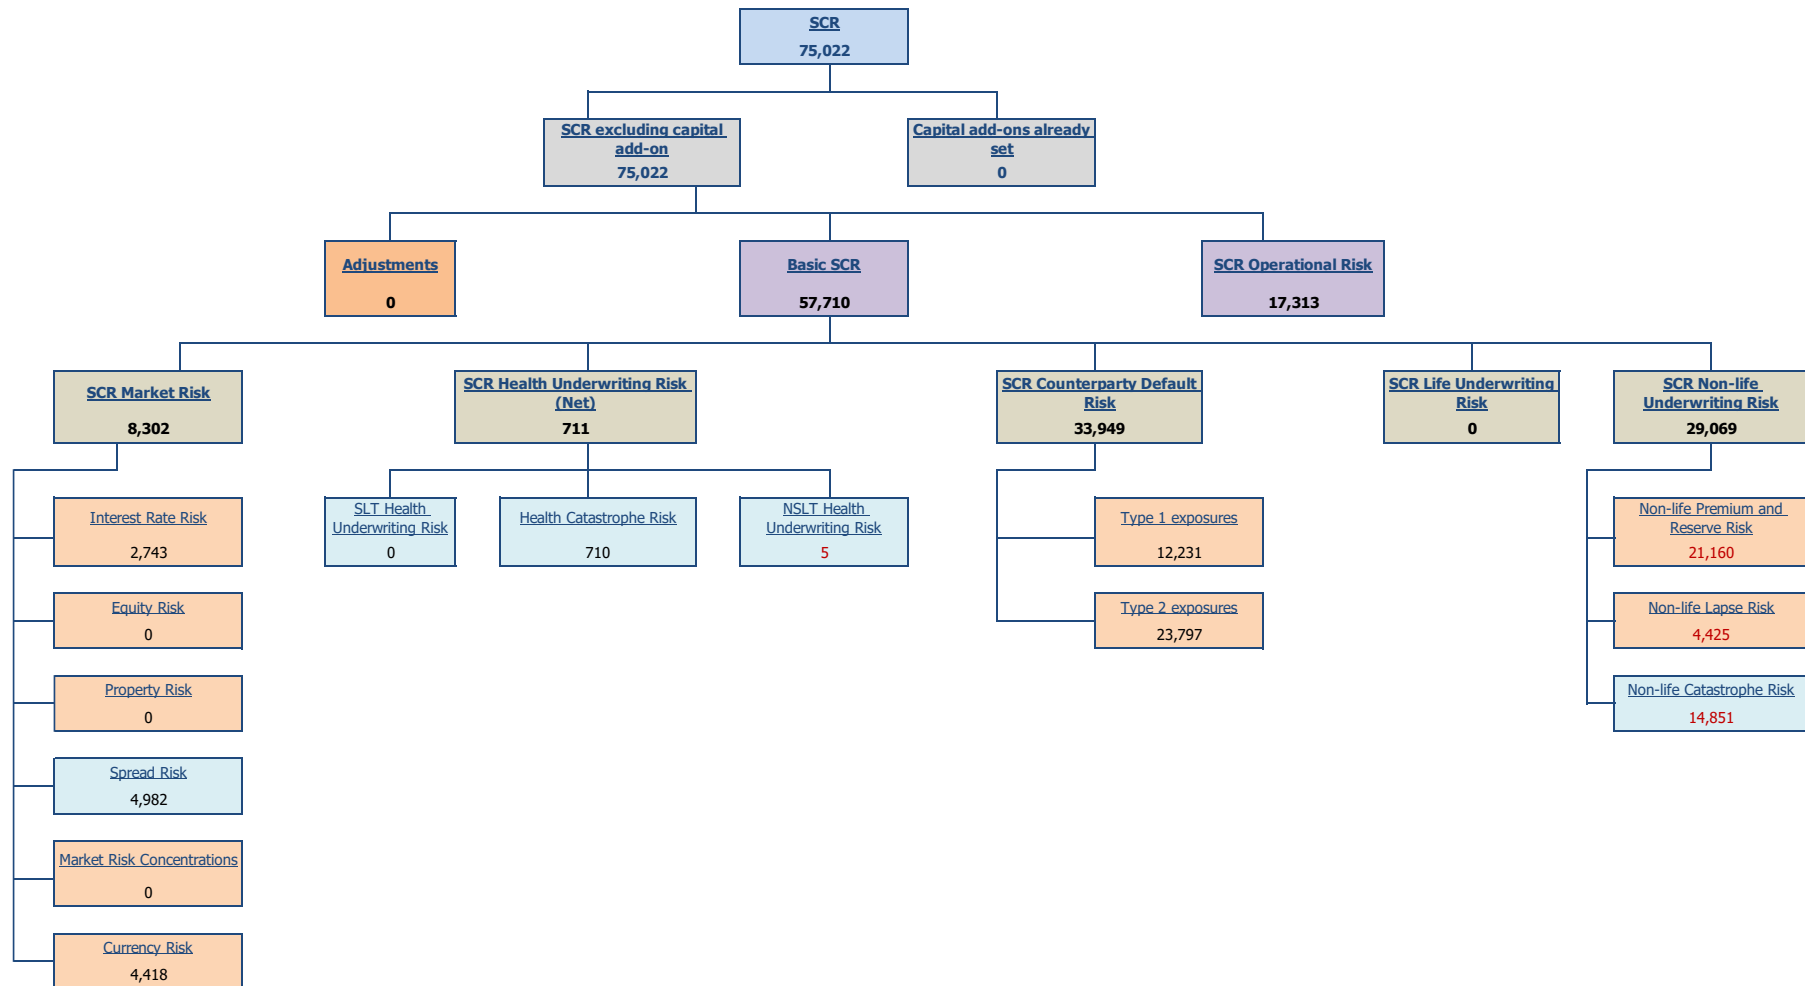 SCR
75,022
SCR excluding capital
add-on
75,022
Capital add-ons already
set
0
Adjustments
0
Basic SCR
57,710
SCR Operational Risk
17,313
SCR Market Risk
8,302
SCR Health Underwriting Risk
(Net)
711
SCR Counterparty Default
Risk
33,949
SCR Life Underwriting
Risk
0
SCR Non-life
Underwriting Risk
29,069
Interest Rate Risk
2,743
SLT Health
Underwriting Risk
0
Health Catastrophe Risk
710
NSLT Health
Underwriting Risk
5
Type 1 exposures
12,231
Non-life Premium and
Reserve Risk
21,160
Equity Risk
0
Type 2 exposures
23,797
Non-life Lapse Risk
4,425
Property Risk
0
Non-life Catastrophe Risk
14,851
Spread Risk
4,982
Market Risk Concentrations
0
Currency Risk
4,418